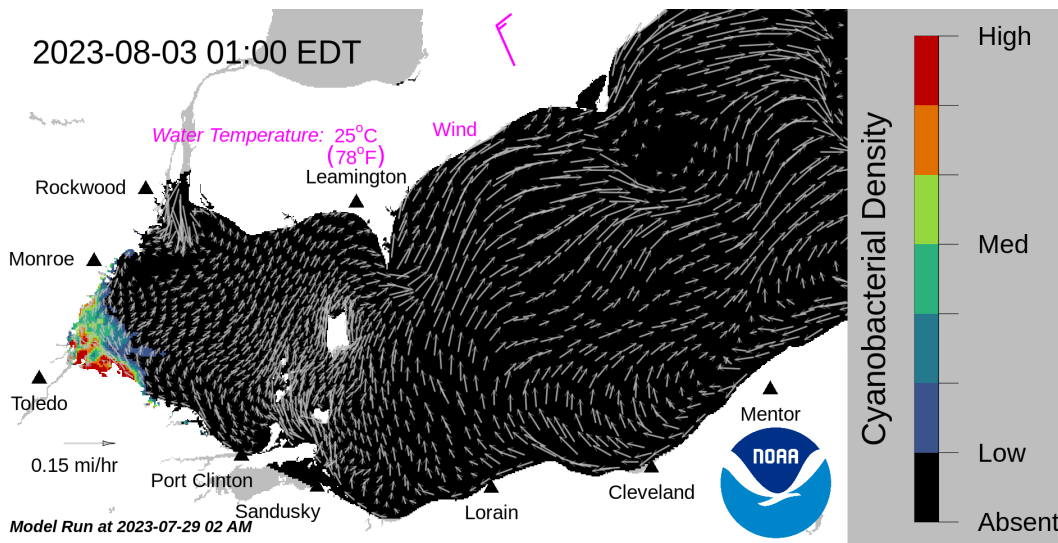 2023-08-03 01:00 EDT
Wind
Water Temperature: 25°C
(78°F)
Leamington
Rockwood
Monroe
Toledo
0.15 mi/hr
Port Clinton
Sandusky
Lorain
Cleveland
Mentor
NOAA
Model Run at 2023-07-29 02 AM
Cyanobacterial Density
High
Med
Low
Absent